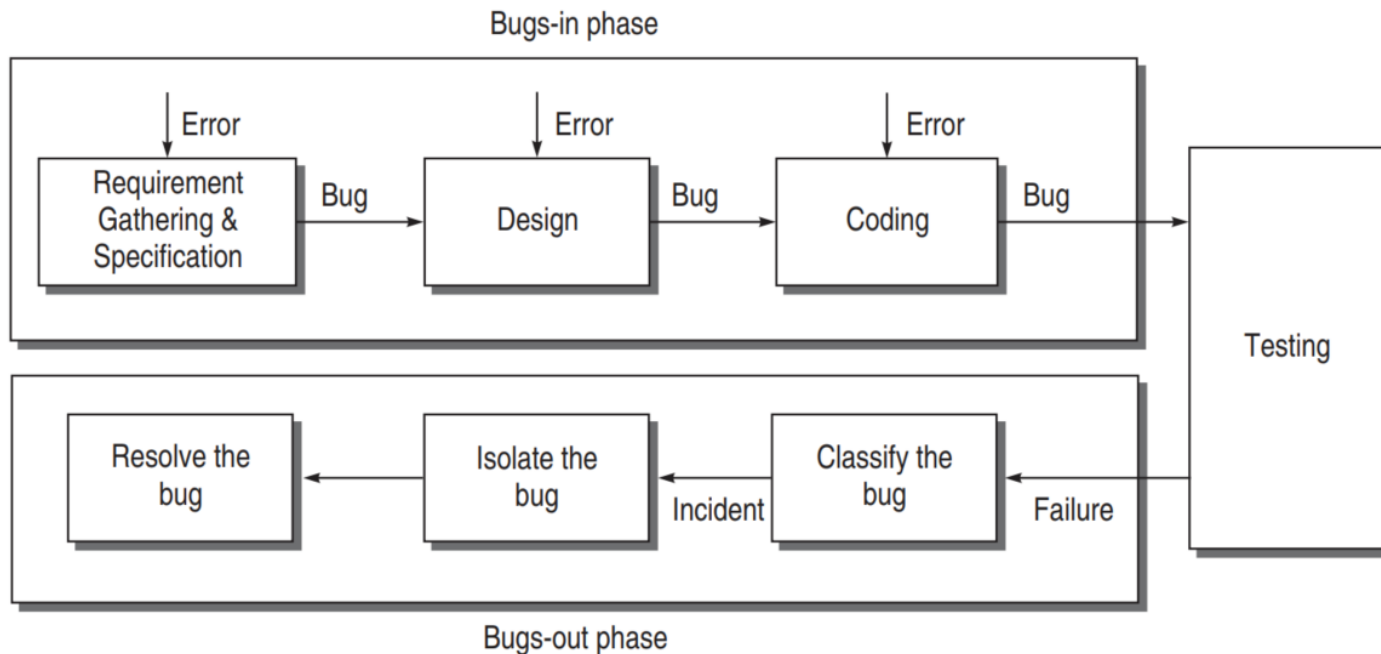 Bugs-in phase
Error
Error
Error
Requirement
Gathering &
Specification
Bug
Design
Bug
Coding
Bug
Testing
Resolve the
bug
Isolate the
bug
Incident
Classify the
bug
Failure
Bugs-out phase